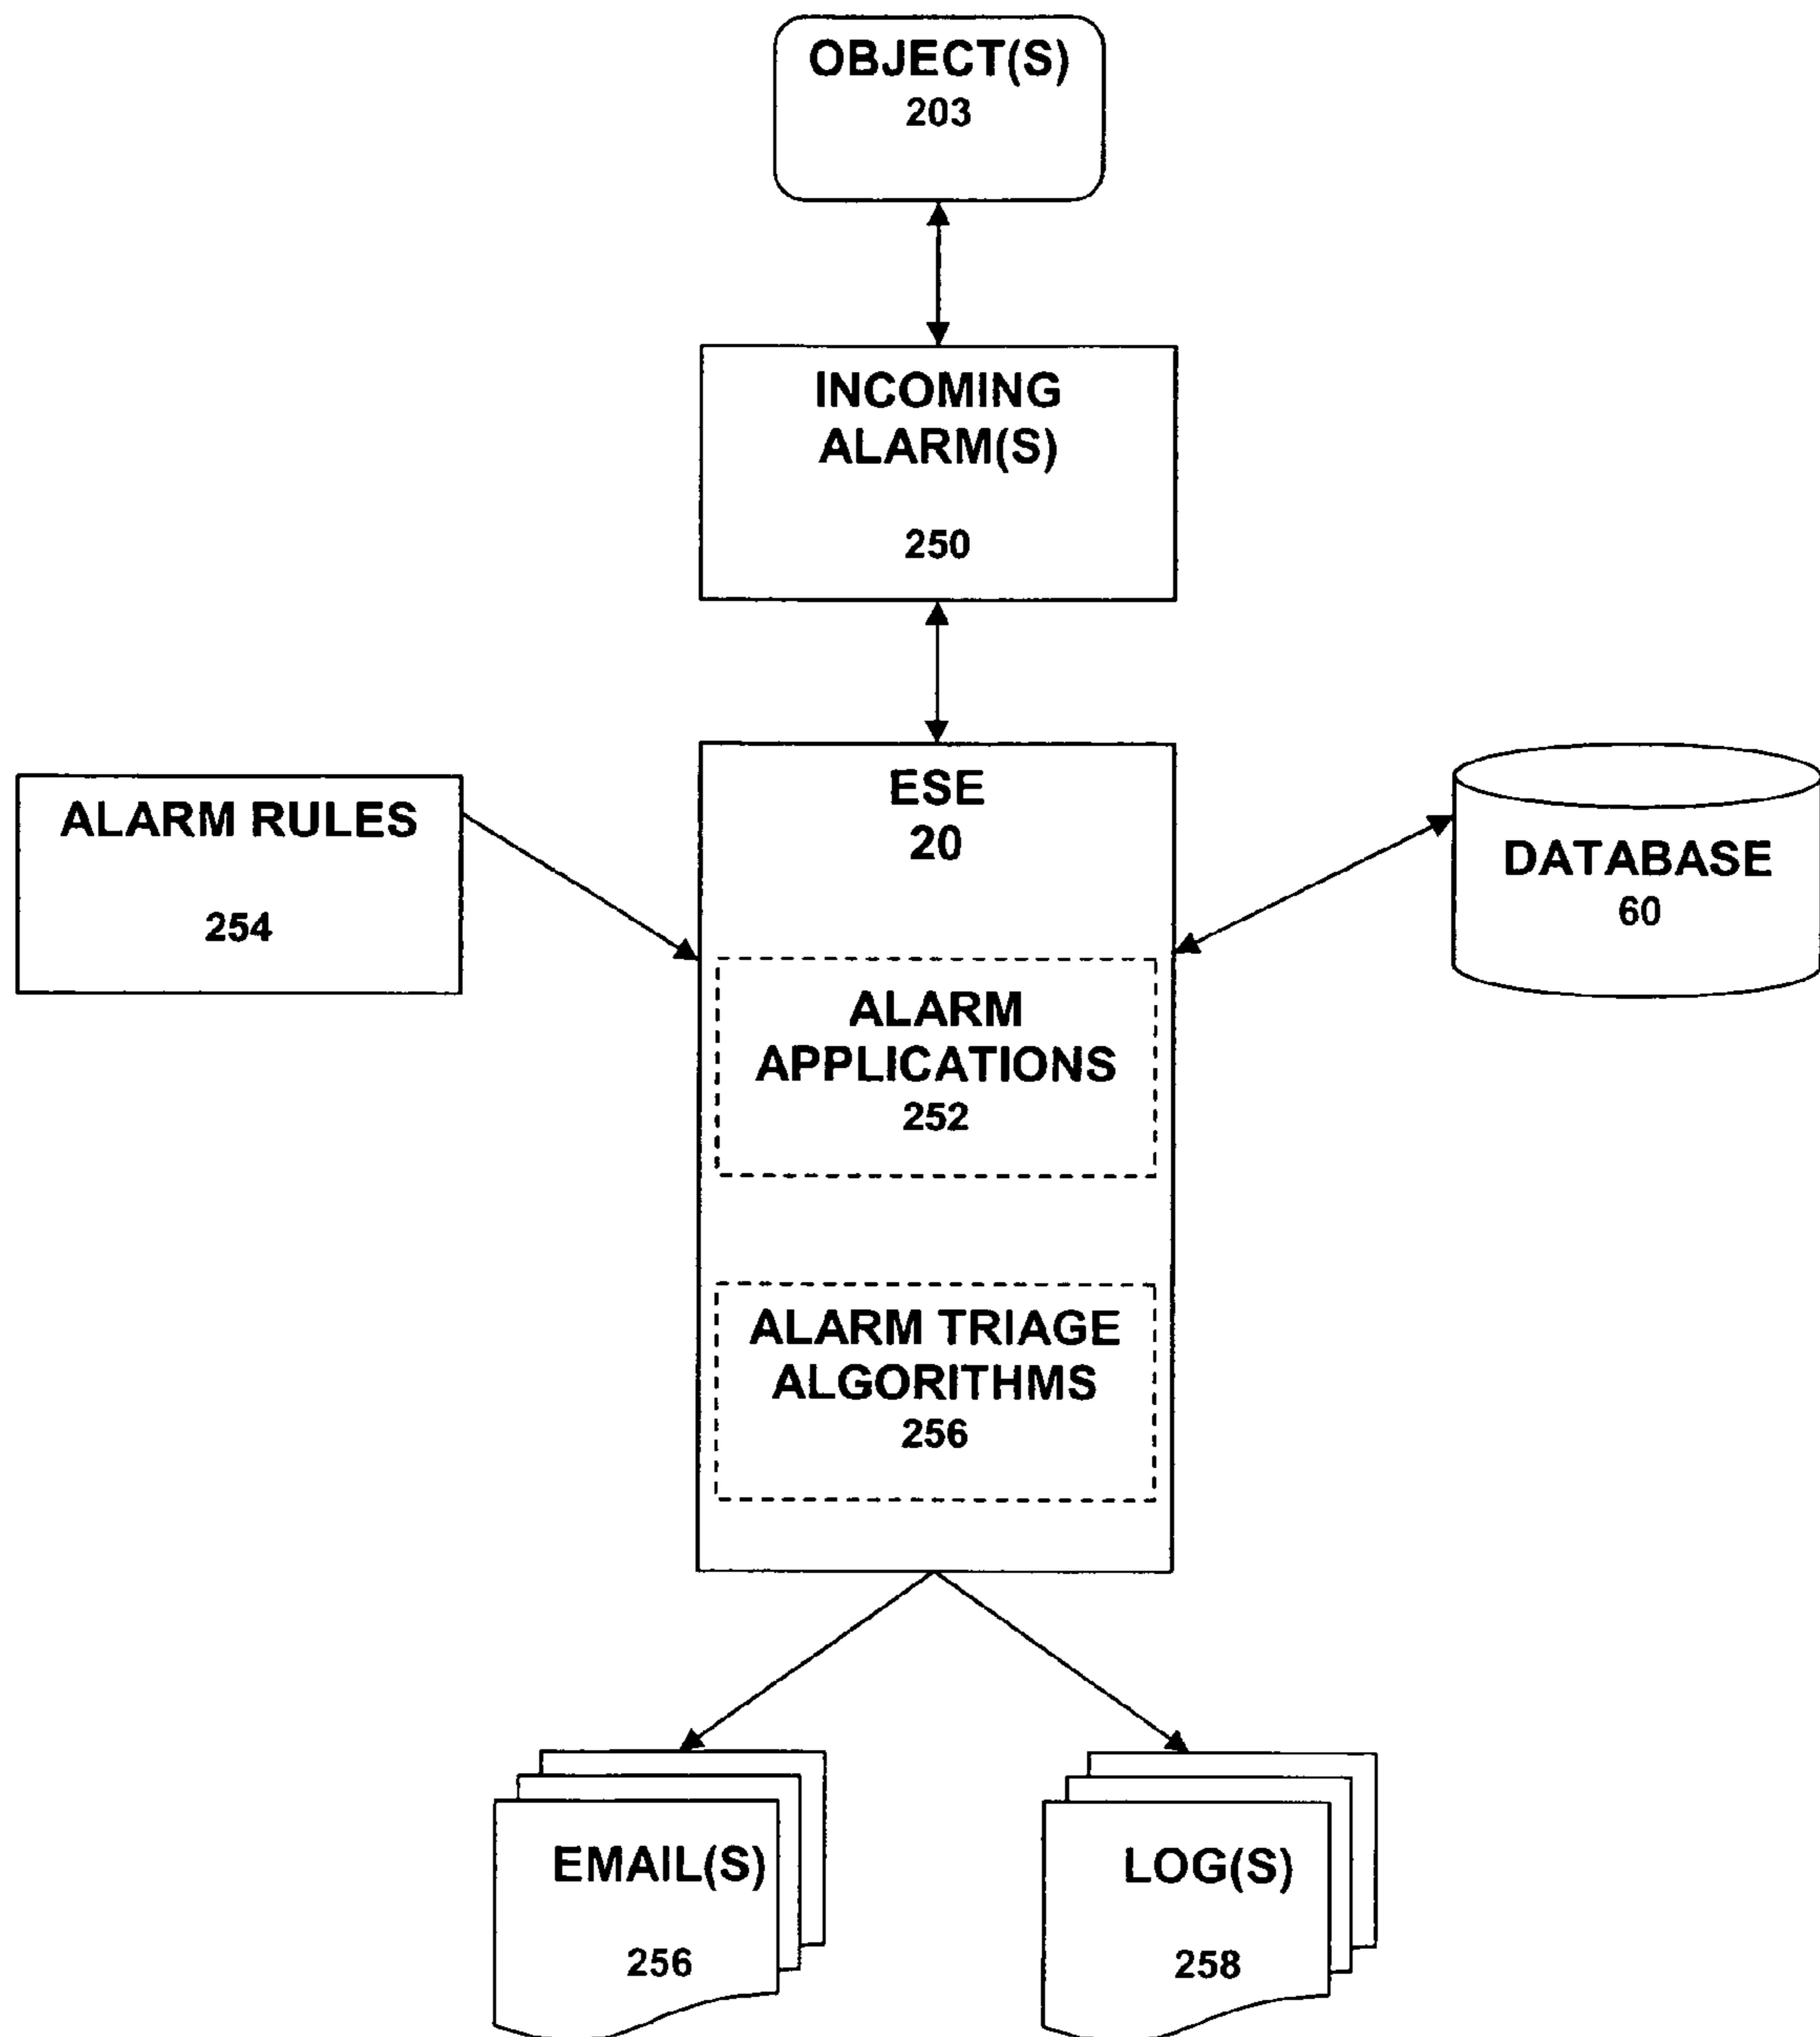 OBJECT(S)
203
INCOMING
ALARM(S)
250
ALARM RULES
254
ESE
20
DATABASE
60
ALARM
APPLICATIONS
252
ALARM TRIAGE
ALGORITHMS
256
EMAIL(S)
256
LOG(S)
258